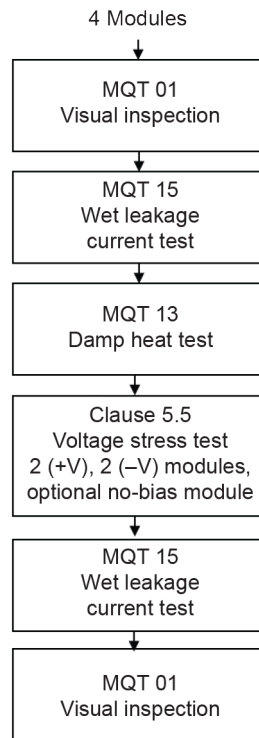 4 Modules
MQT 01
Visual inspection
MQT 15
Wet leakage
current test
MQT 13
Damp heat test
Clause 5.5
Voltage stress test
2 (+V), 2 (–V) modules,
optional no-bias module
MQT 15
Wet leakage
current test
MQT 01
Visual inspection